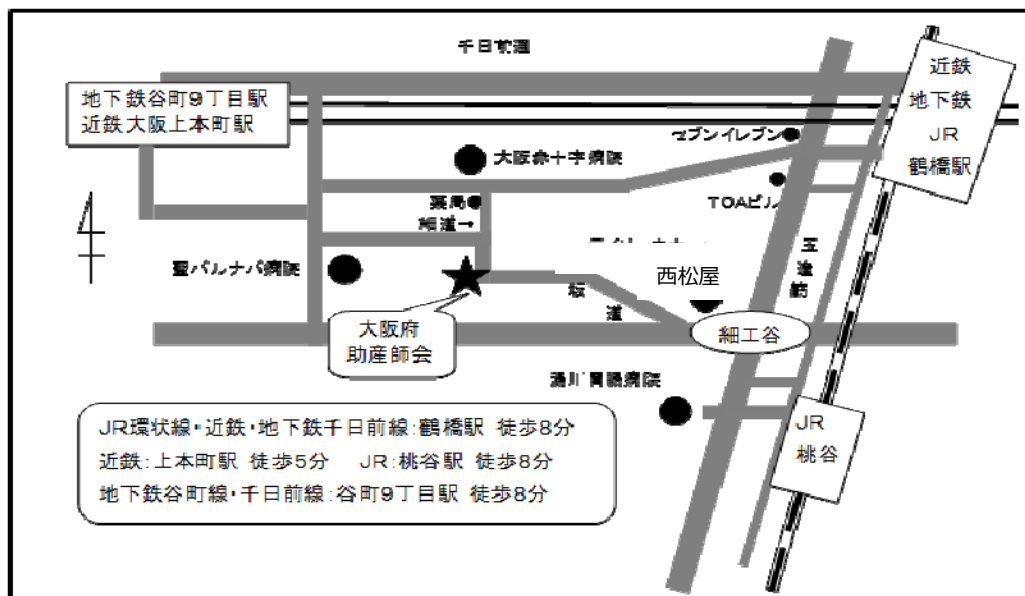 千日前通
近鉄
地下鉄
JR
鶴橋駅
地下鉄谷町9丁目駅
近鉄大阪上本町駅
セブンイレブン
大阪赤十字病院
薬局
細道→
TOAビル
玉造筋
聖バルナバ病院
西松屋
坂道
大阪府
助産師会
細工谷
湯川胃腸病院
JR
桃谷
JR環状線・近鉄・地下鉄千日前線:鶴橋駅 徒歩8分
近鉄:上本町駅 徒歩5分 JR:桃谷駅 徒歩8分
地下鉄谷町線・千日前線:谷町9丁目駅 徒歩8分